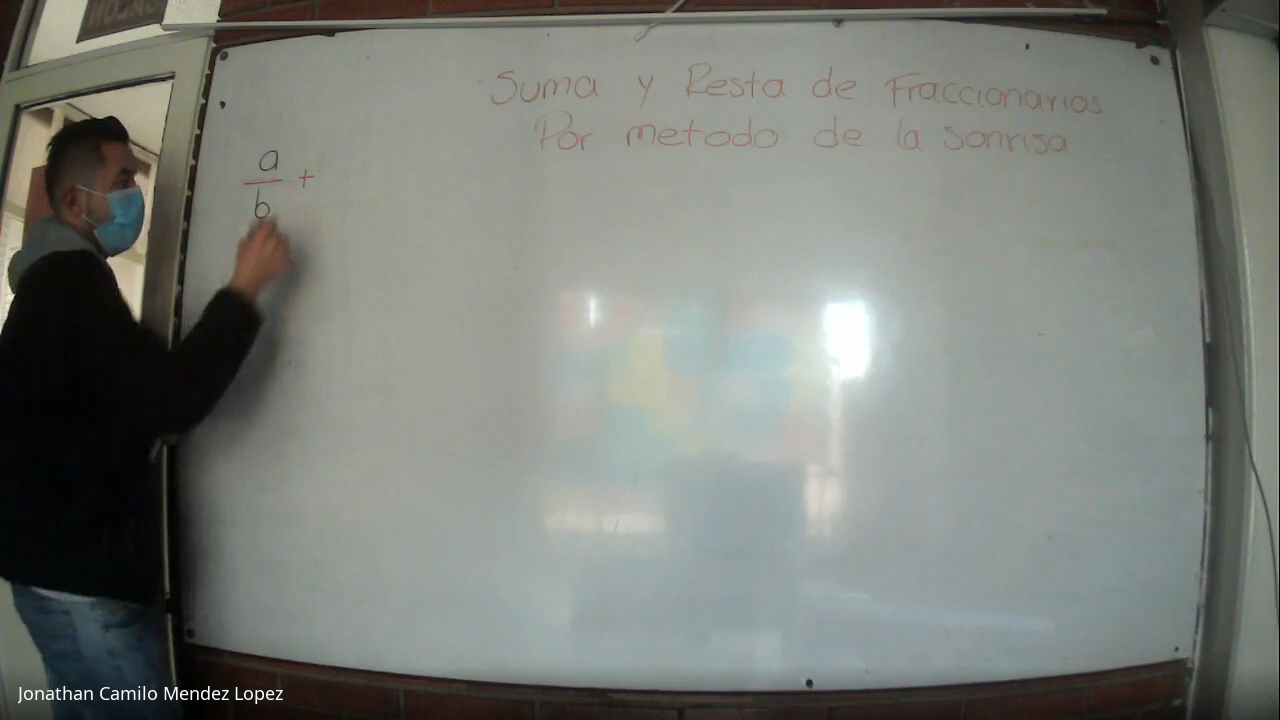 Suma y Resta de Fraccionarios
Por metodo de la Sonrisa
a
+
b
Jonathan Camilo Mendez Lopez